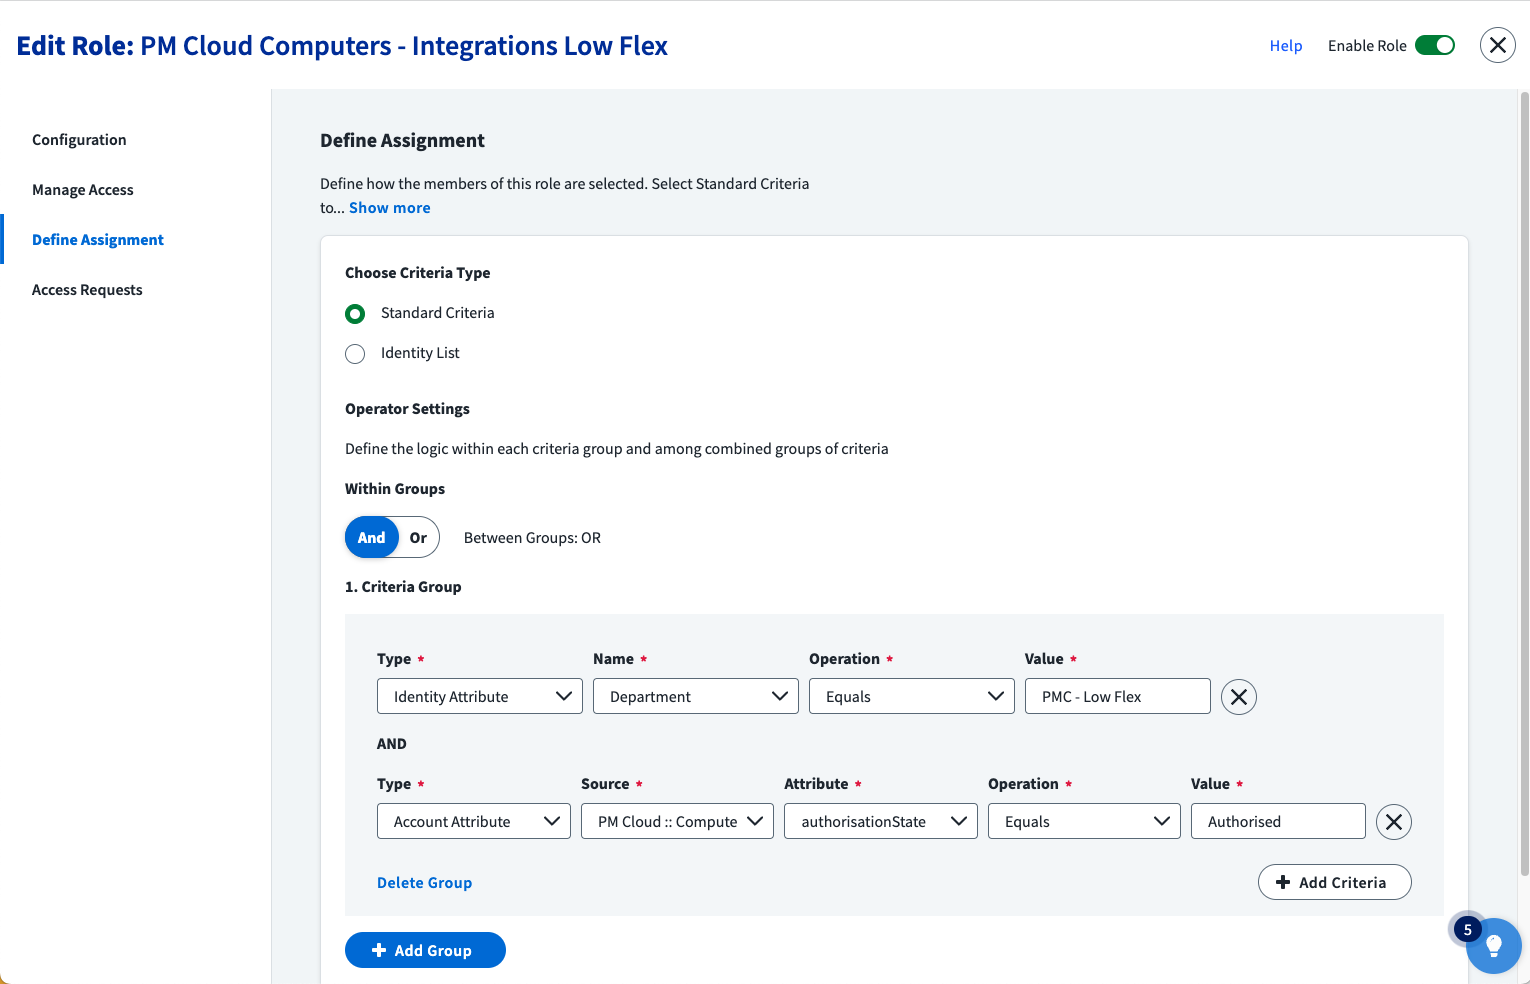 Edit Role: PM Cloud Computers - Integrations Low Flex
Help
Enable Role
Configuration
Manage Access
Define Assignment
Access Requests
Define Assignment
Define how the members of this role are selected. Select Standard Criteria
to... Show more
Choose Criteria Type
Standard Criteria
Identity List
Operator Settings
Define the logic within each criteria group and among combined groups of criteria
Within Groups
And Or Between Groups: OR
1. Criteria Group
Type * Name * Operation * Value *
Identity Attribute Department Equals PMC - Low Flex
AND
Type * Source * Attribute * Operation * Value *
Account Attribute PM Cloud :: Compute authorisationState Equals Authorised
Delete Group
Add Criteria
Add Group
5